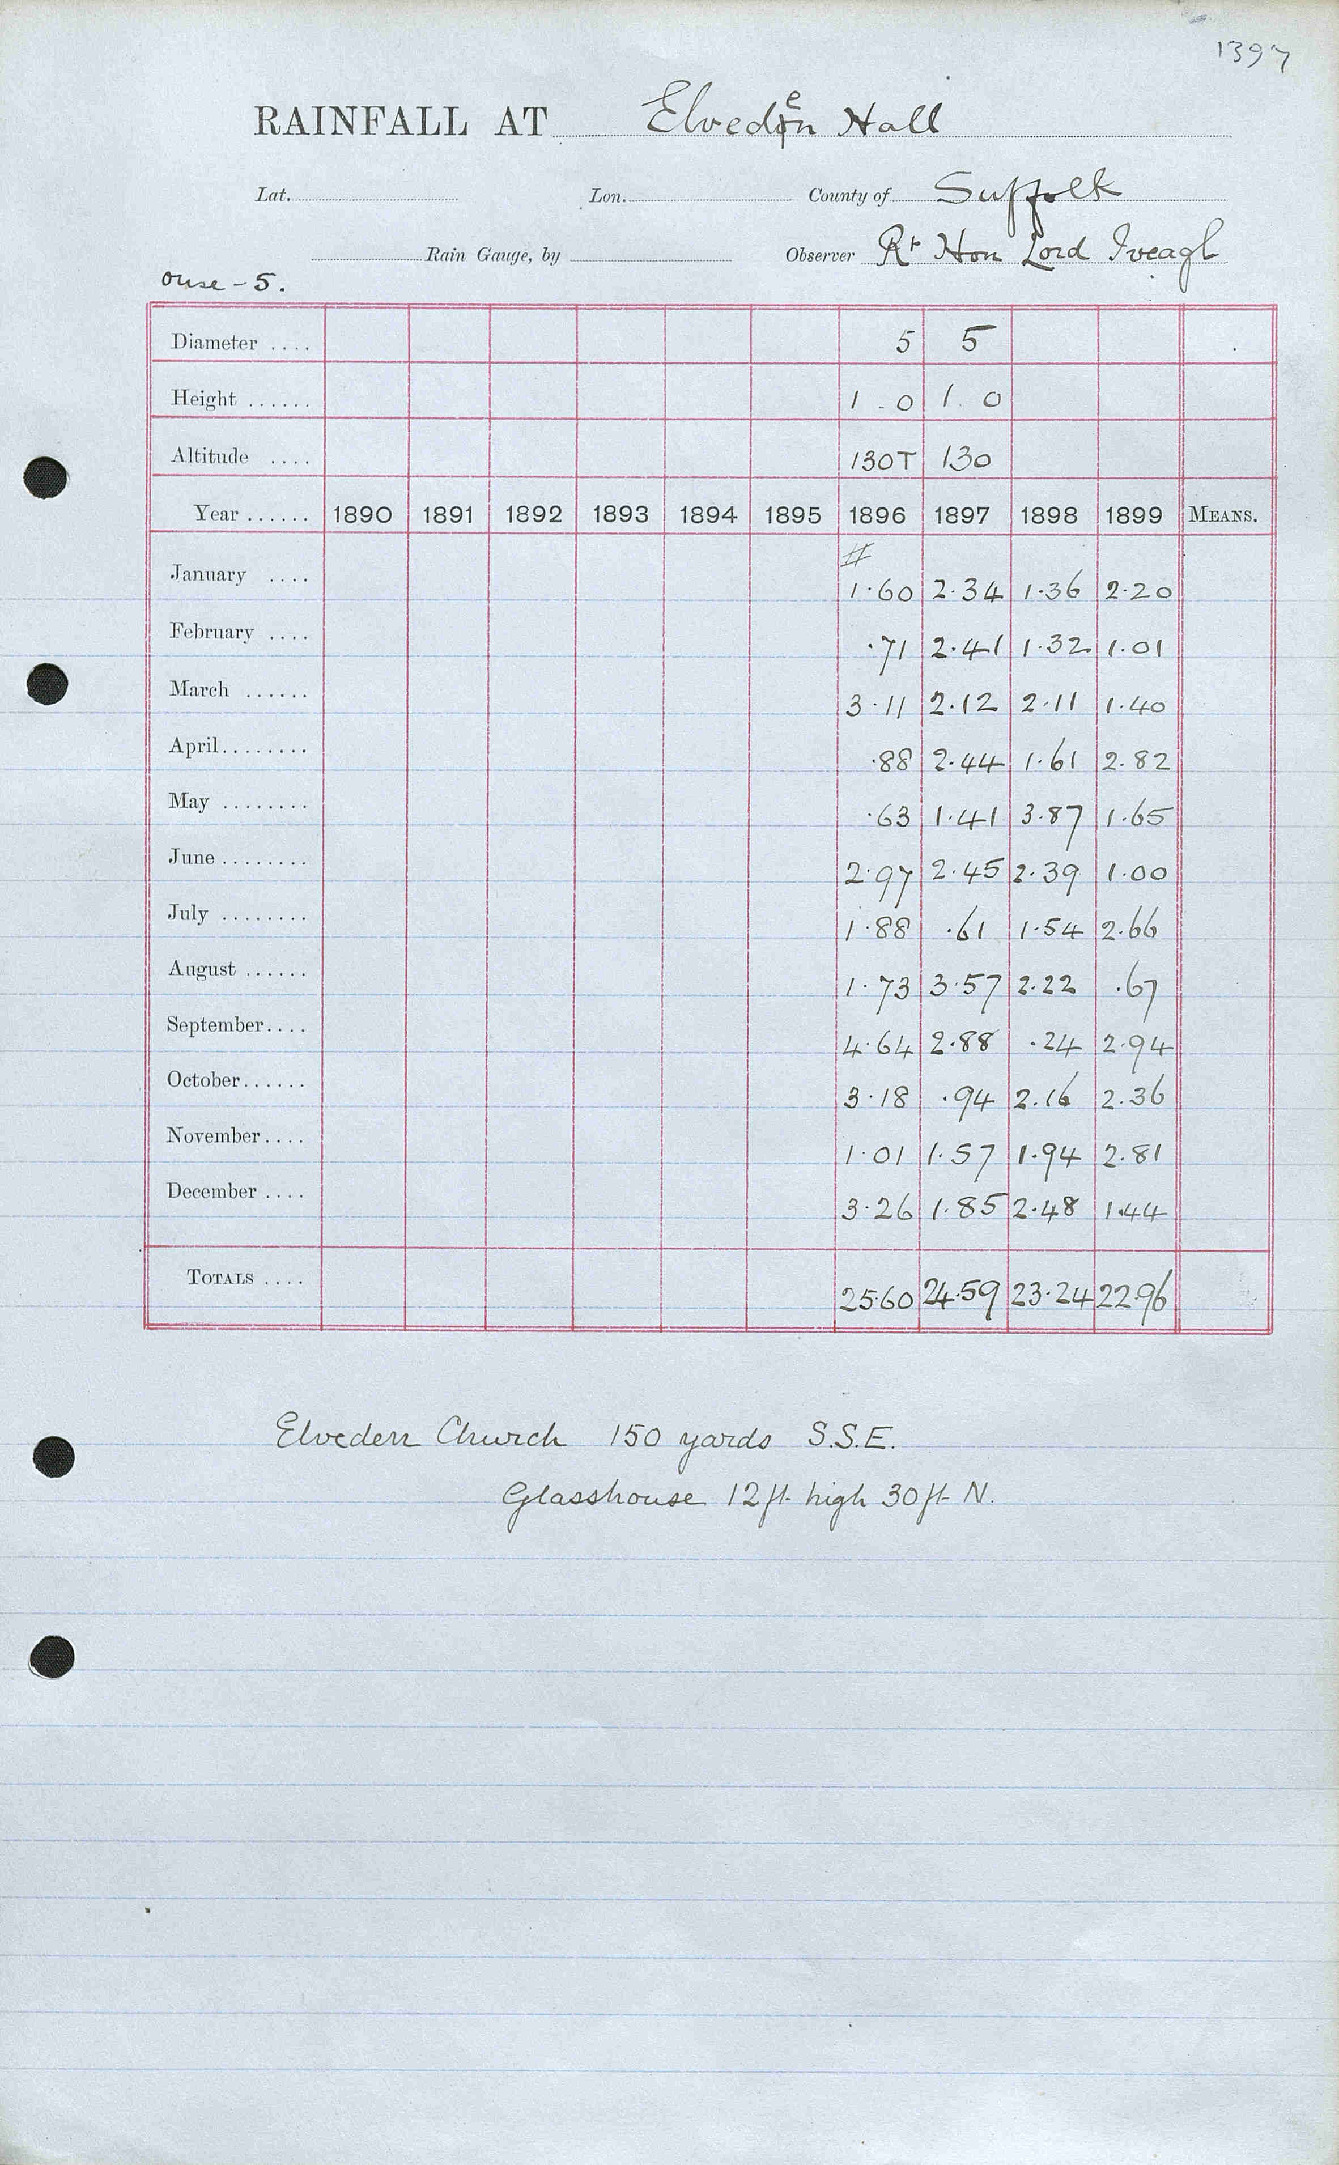 1397
RAINFALL AT Elveden Hall
Lat. Lon. County of Suffolk
Rain Gauge, by Observer Rt Hon Lord Iveagh
Ouse - 5.
Diameter .... 5 5
Height ...... 1 - 0 1. 0
Altitude .... 130T 130
Year ...... 1890 1891 1892 1893 1894 1895 1896 1897 1898 1899 MEANS.
#
January .... 1.60 2.34 1.36 2.20
February .... .71 2.41 1.32 1.01
March ...... 3.11 2.12 2.11 1.40
April ........ .88 2.44 1.61 2.82
May ........ .63 1.41 3.87 1.65
June ........ 2.97 2.45 2.39 1.00
July ........ 1.88 .61 1.54 2.66
August ...... 1.73 3.57 2.22 .67
September .... 4.64 2.88 .24 2.94
October ...... 3.18 .94 2.16 2.36
November .... 1.01 1.57 1.94 2.81
December .... 3.26 1.85 2.48 1.44
TOTALS .... 25.60 24.59 23.24 22.96
Elveden Church 150 yards S.S.E.
Glasshouse 12ft high 30ft N.